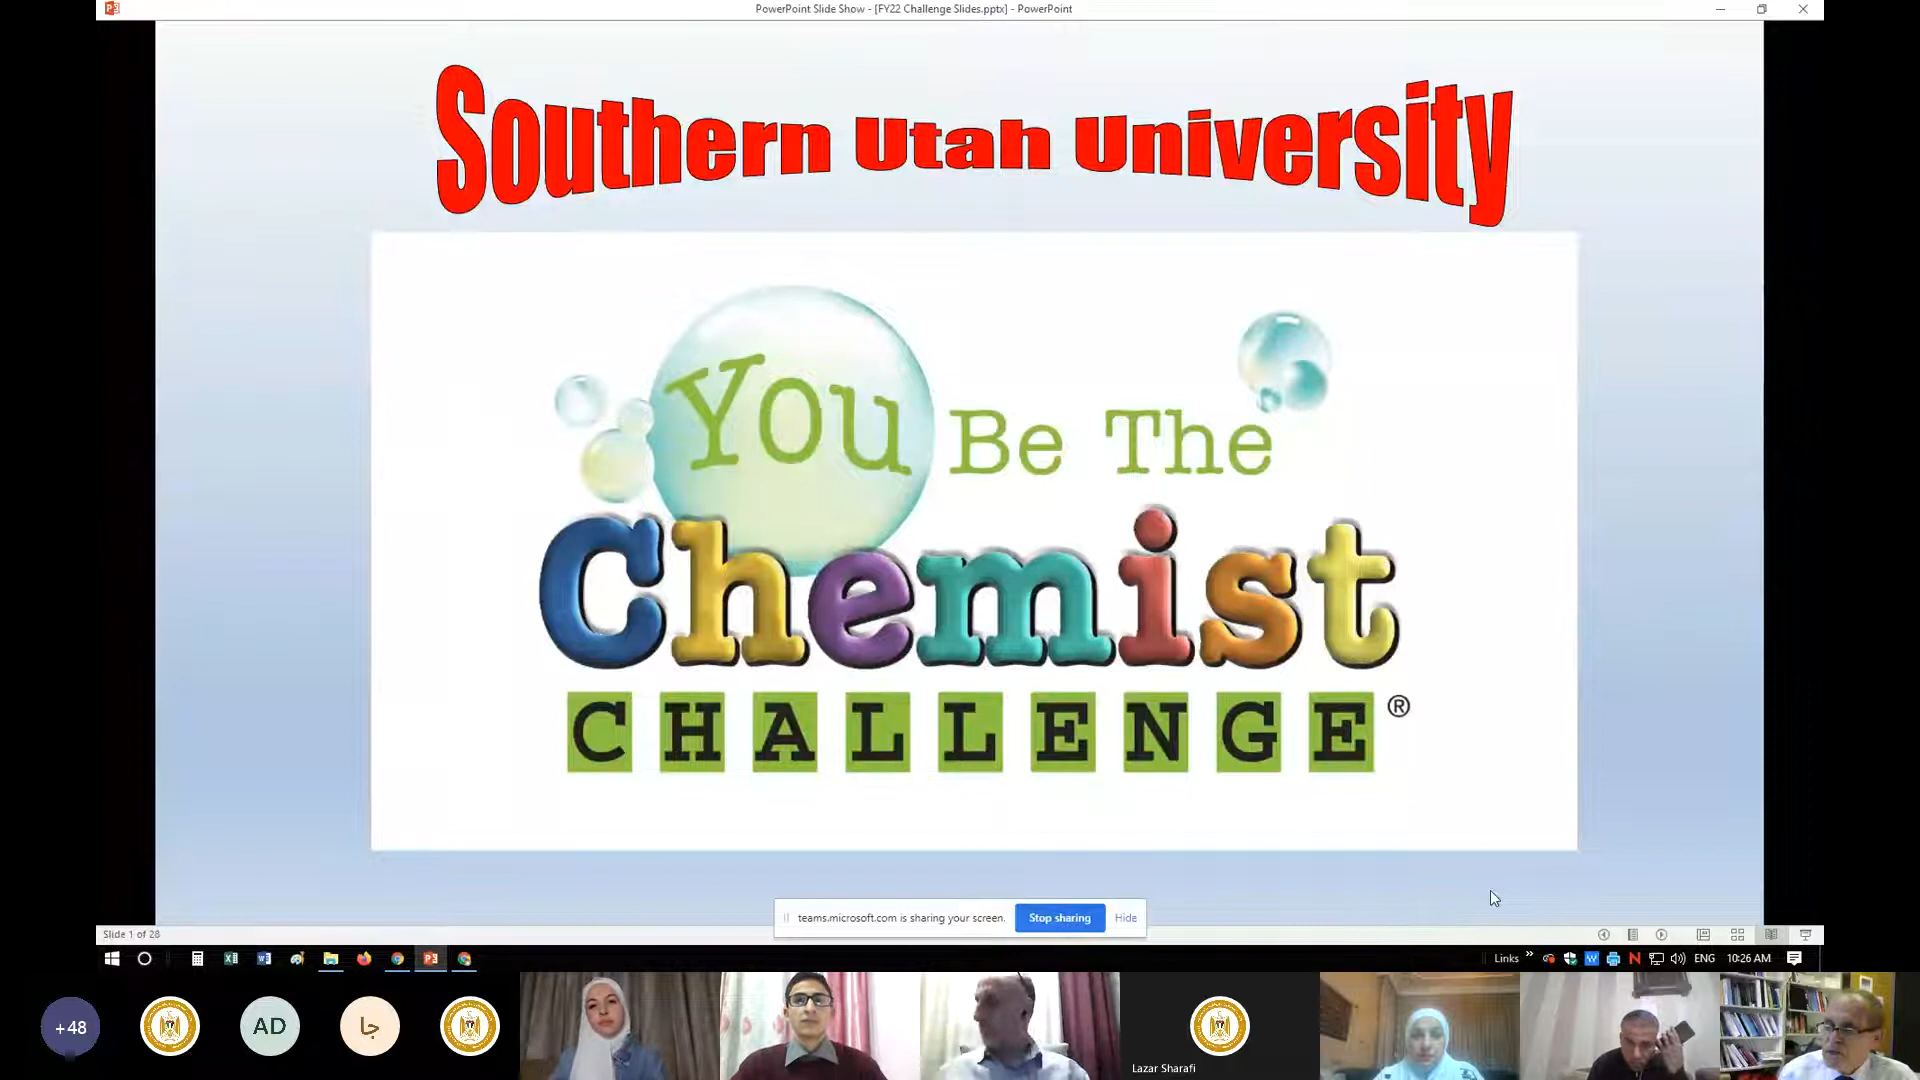 PowerPoint Slide Show - [FY22 Challenge Slides.pptx] - PowerPoint
Southern Utah University
You Be The
Chemist
CHALLENGE®
teams.microsoft.com is sharing your screen.
Stop sharing
Hide
Slide 1 of 28
Links
ENG
10:26 AM
+48
AD
جا
Lazar Sharafi